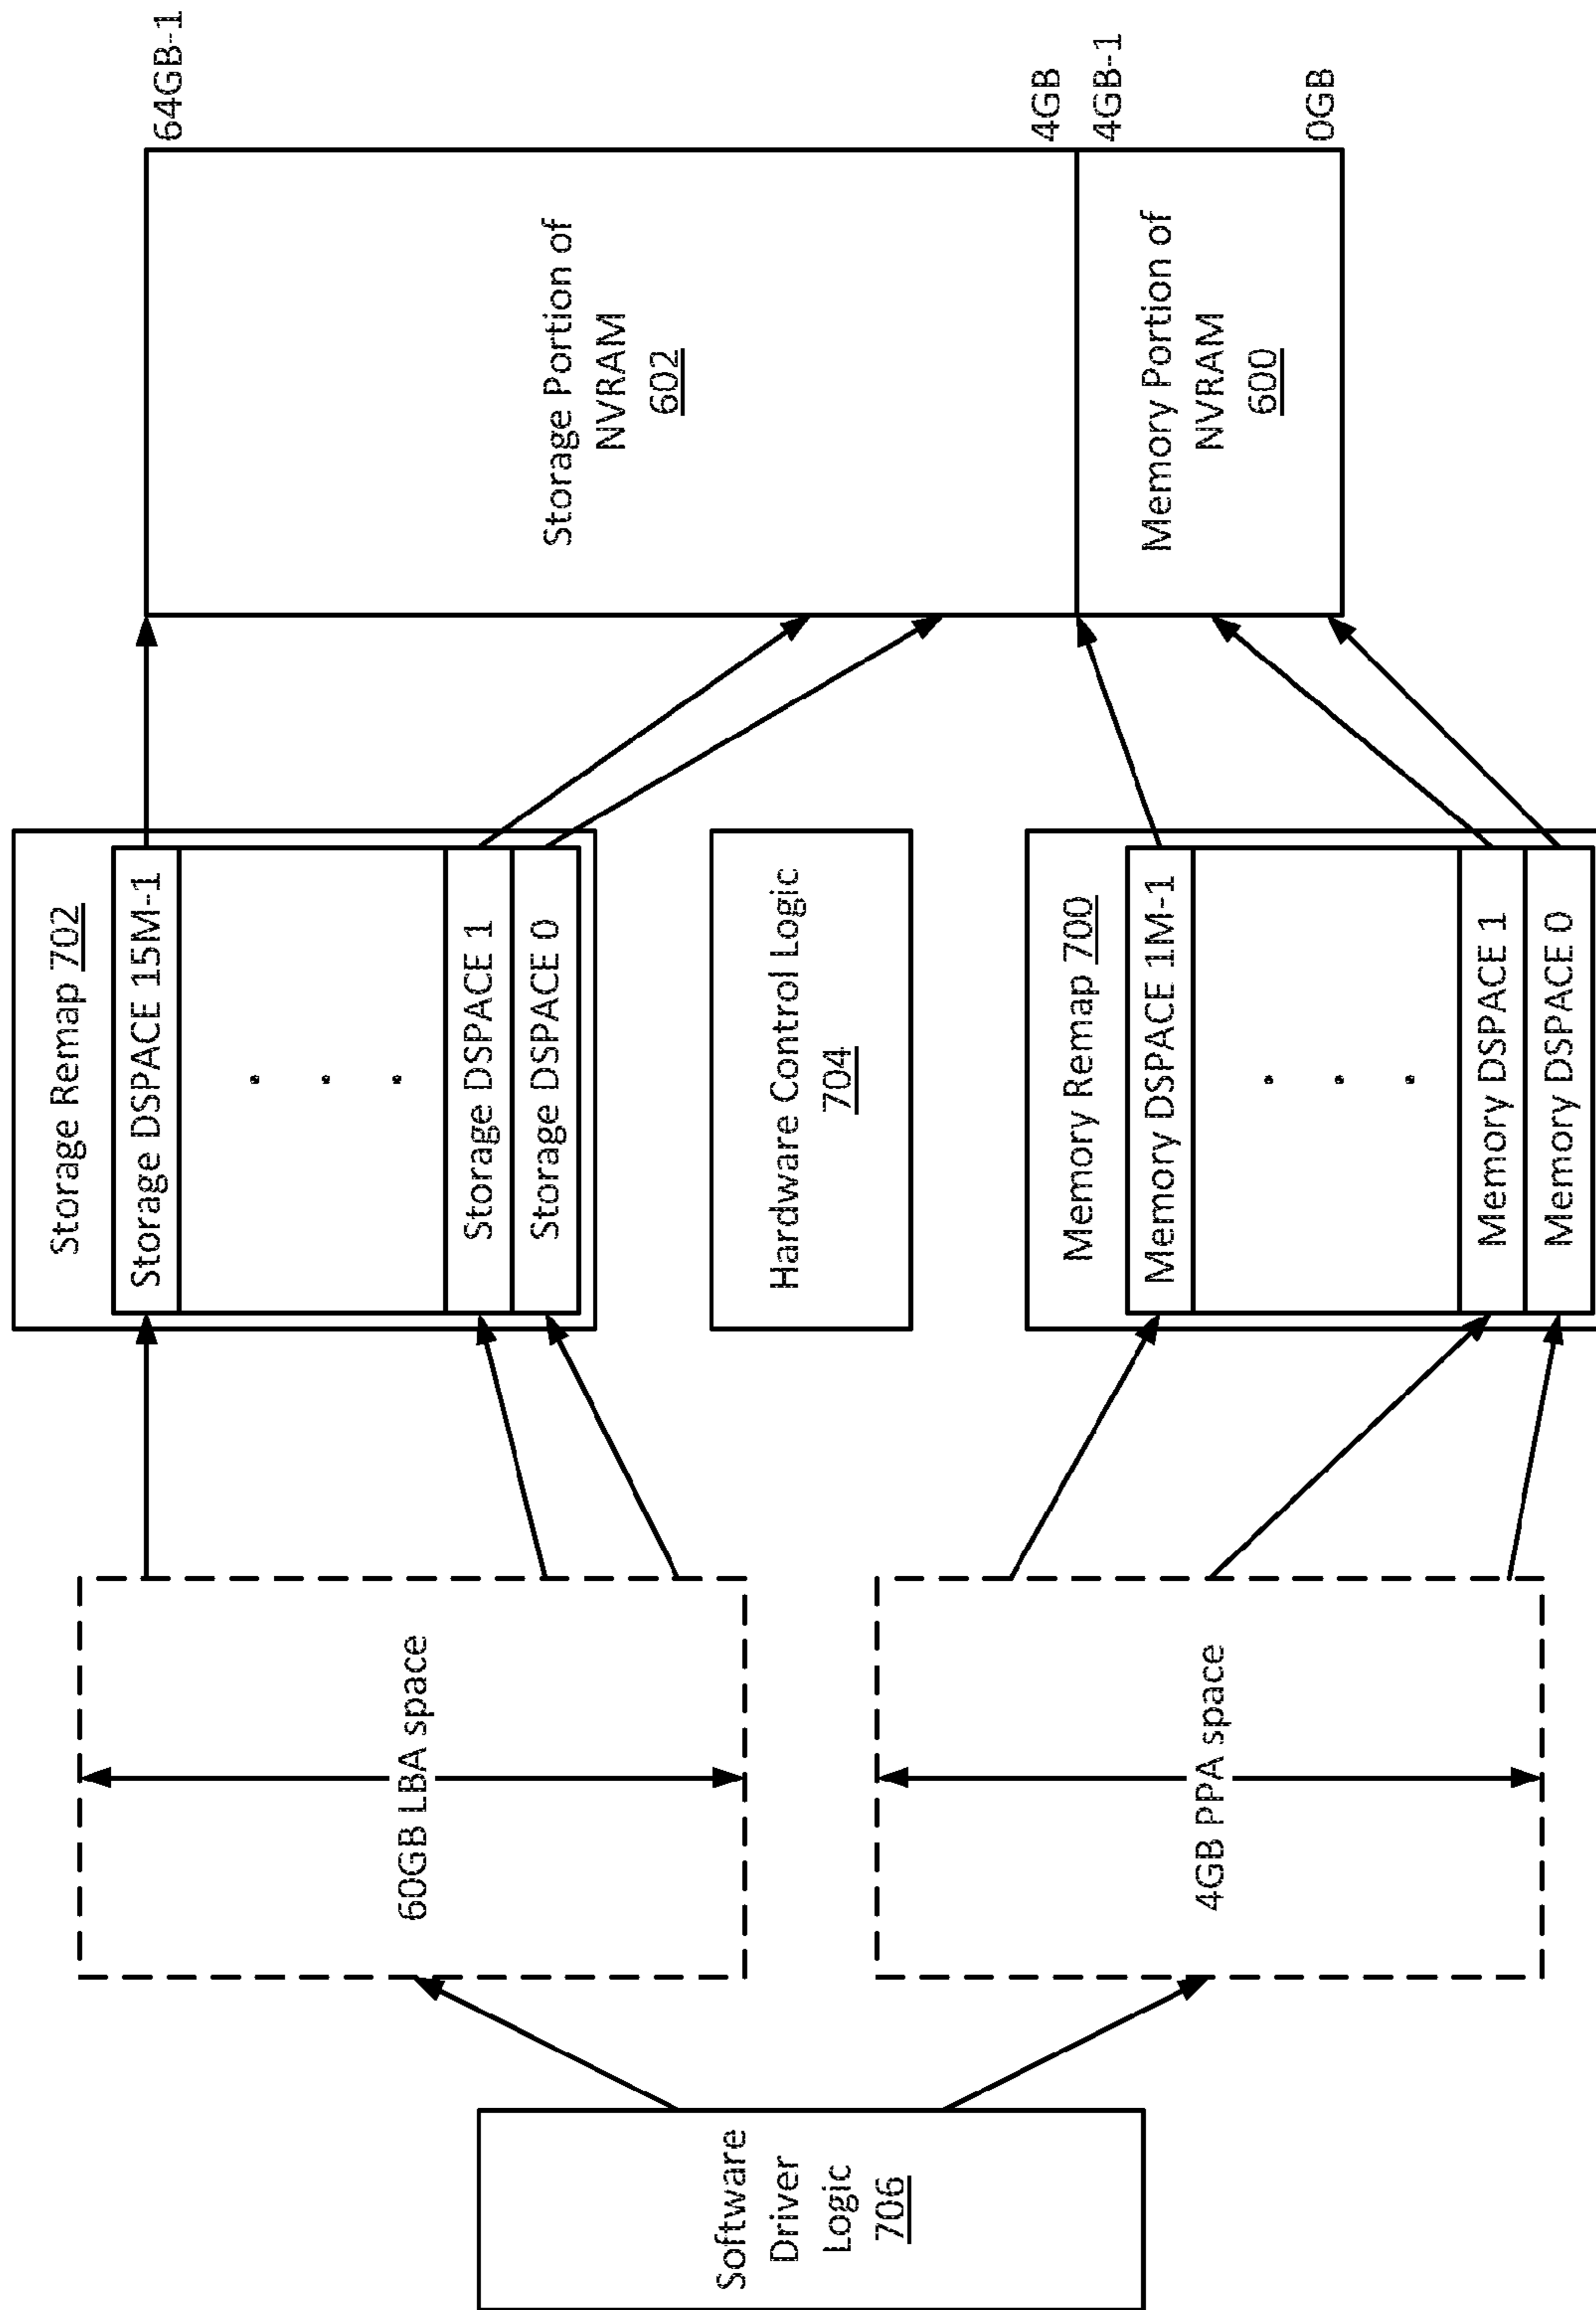 Software
Driver
Logic
706
60GB LBA space
4GB PPA space
Storage Remap 702
Storage DSPACE 15M-1
.
.
.
Storage DSPACE 1
Storage DSPACE 0
Hardware Control Logic
704
Memory Remap 700
Memory DSPACE 1M-1
.
.
.
Memory DSPACE 1
Memory DSPACE 0
64GB-1
Storage Portion of
NVRAM
602
4GB
4GB-1
Memory Portion of
NVRAM
600
0GB